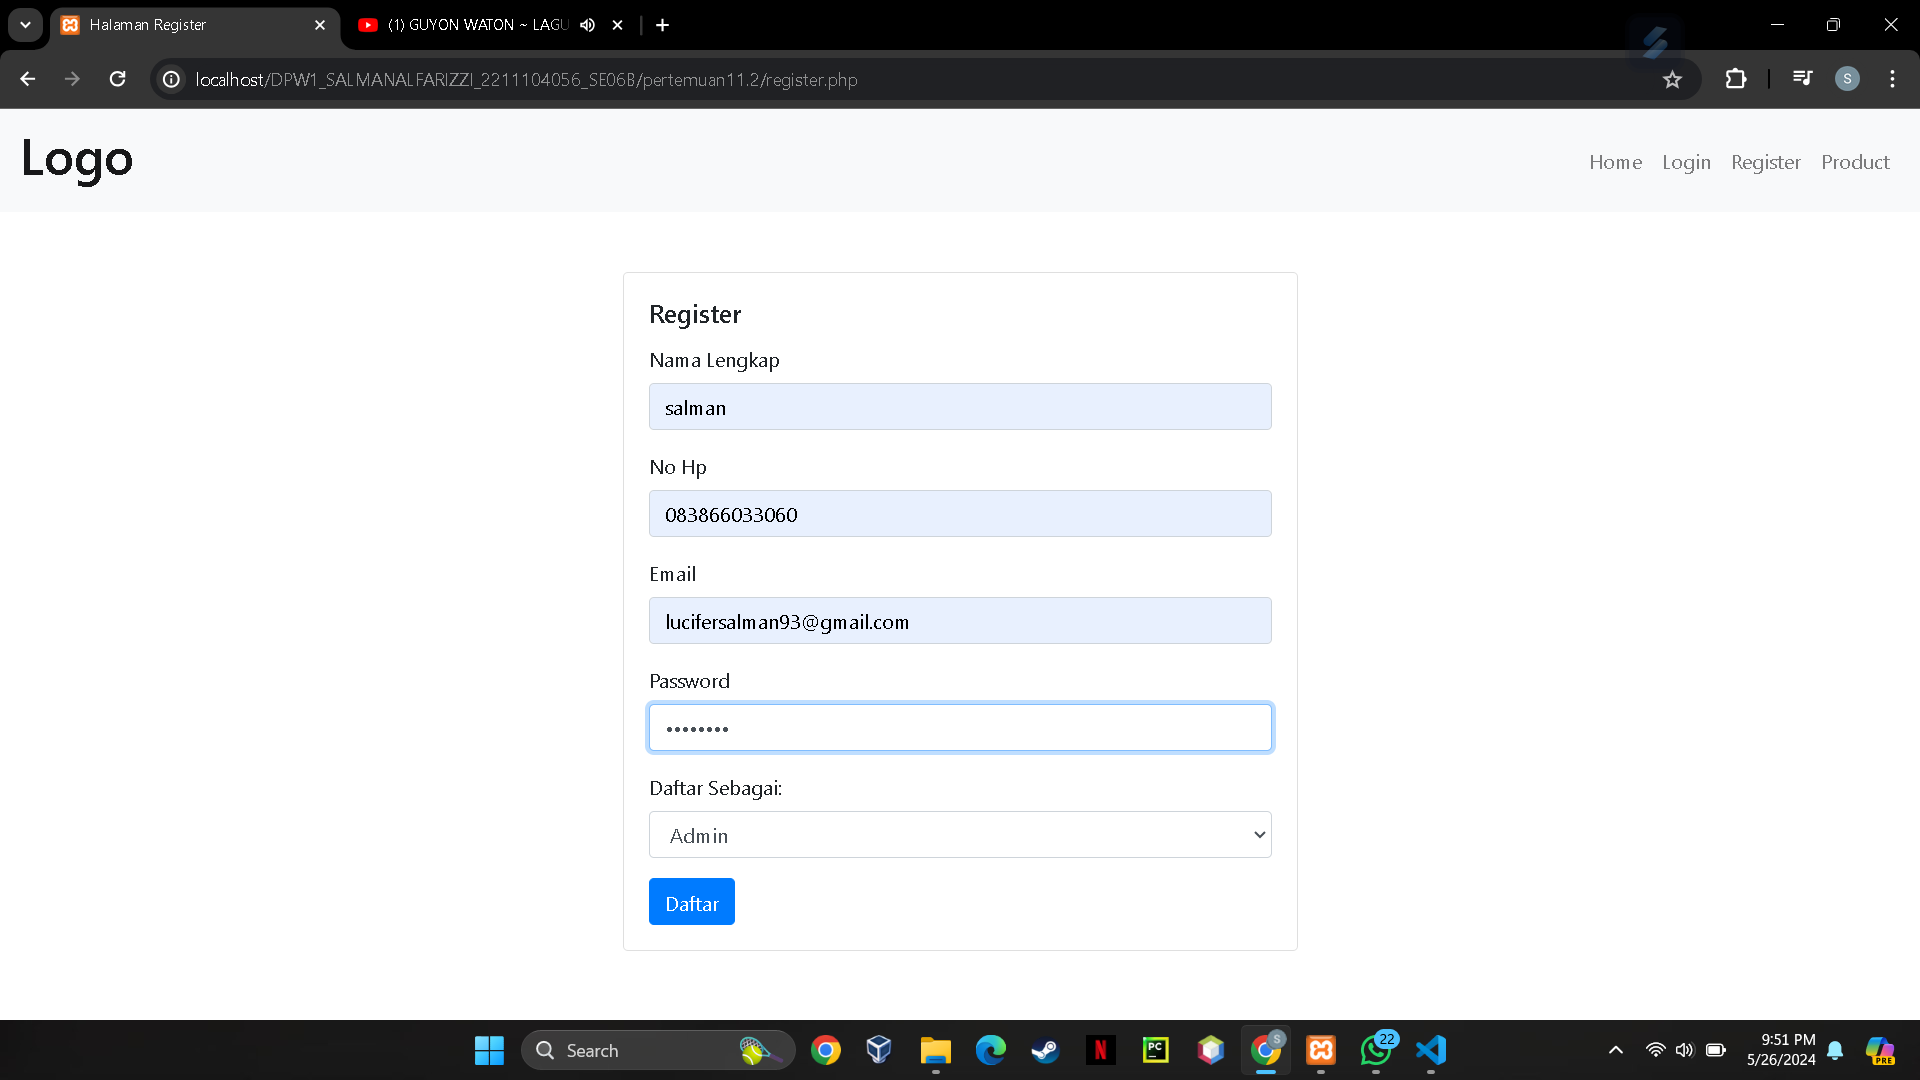 Halaman Register
(1) GUYON WATON ~ LAGU
localhost/DPW1_SALMANALFARIZZI_2211104056_SE06B/pertemuan11.2/register.php
S
Logo
Home Login Register Product
Register
Nama Lengkap
salman
No Hp
083866033060
Email
lucifersalman93@gmail.com
Password
••••••••
Daftar Sebagai:
Admin
Daftar
Search
PC
N
S
22
9:51 PM
5/26/2024
PRE